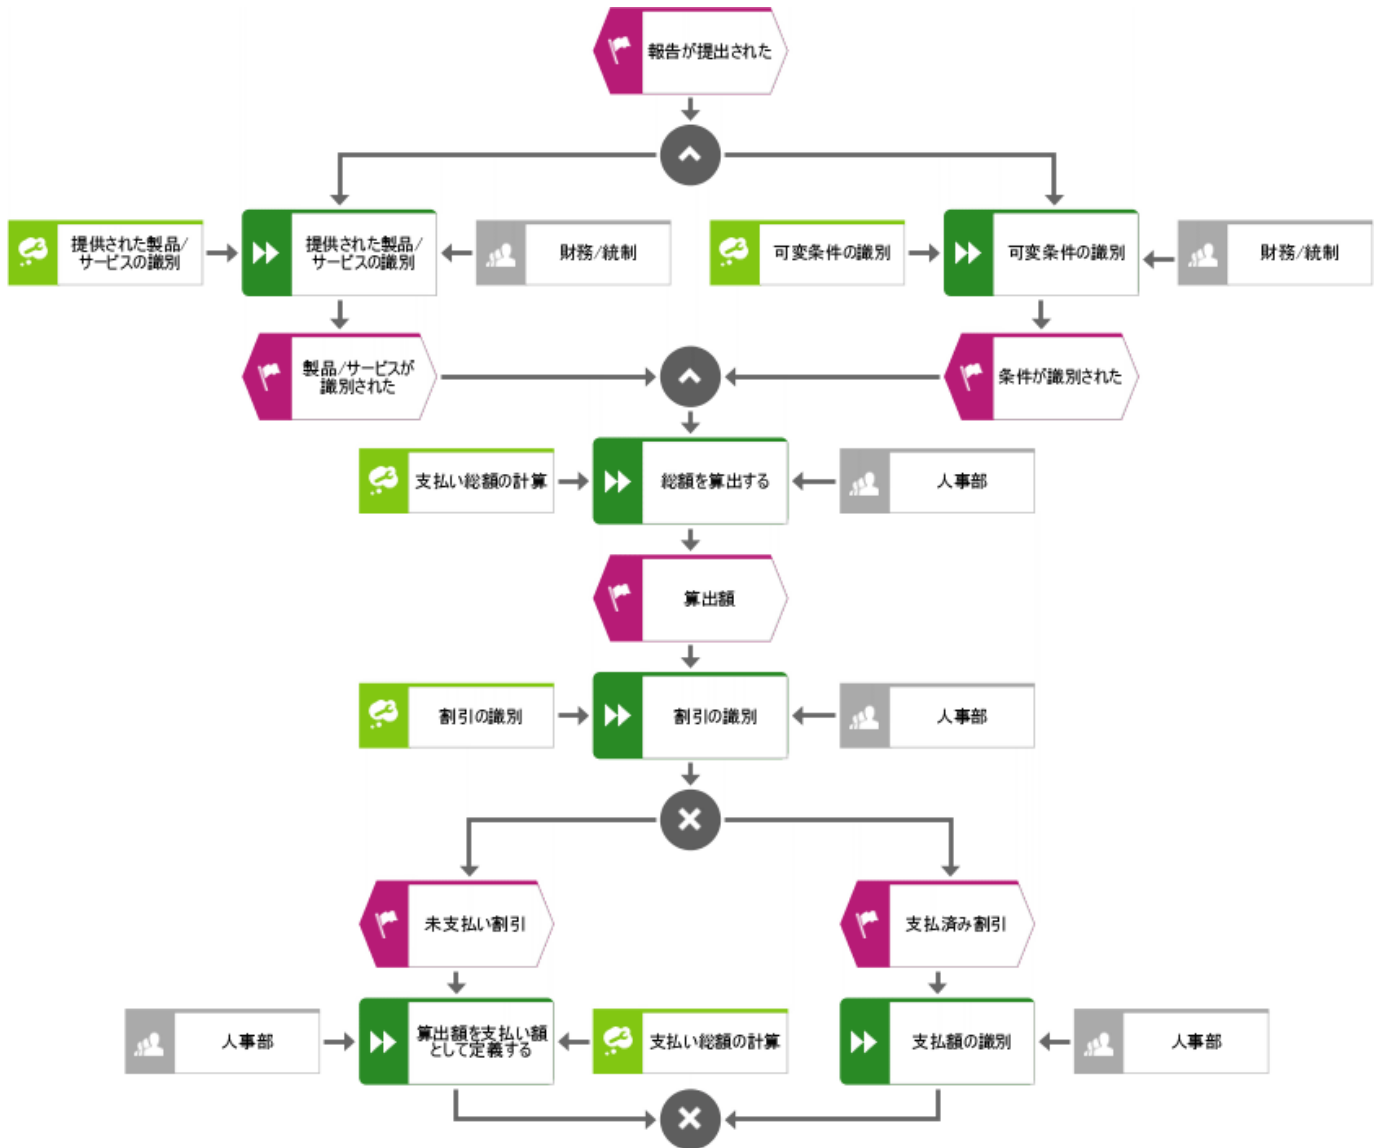 報告が提出された
提供された製品/
サービスの識別
提供された製品/
サービスの識別
財務/統制
可変条件の識別
可変条件の識別
財務/統制
製品/サービスが
識別された
条件が識別された
支払い総額の計算
総額を算出する
人事部
算出額
割引の識別
割引の識別
人事部
未支払い割引
支払済み割引
人事部
算出額を支払い額
として定義する
支払い総額の計算
支払額の識別
人事部